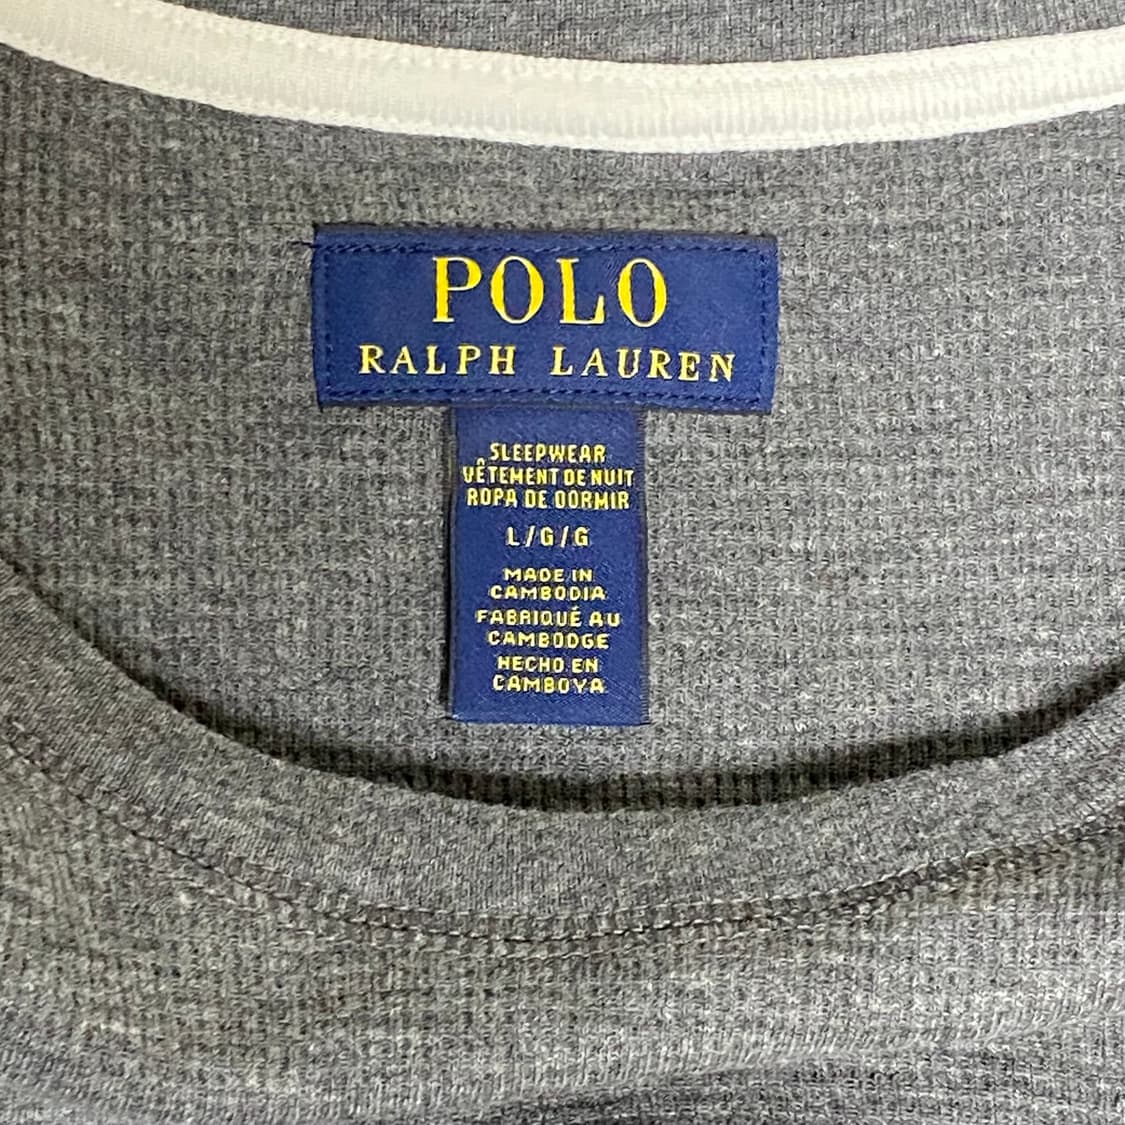 POLO
RALPH LAUREN
SLEEPWEAR
VÊTEMENT DE NUIT
ROPA DE DORMIR
L/G/G
MADE IN
CAMBODIA
FABRIQUÉ AU
CAMBODGE
HECHO EN
CAMBOYA